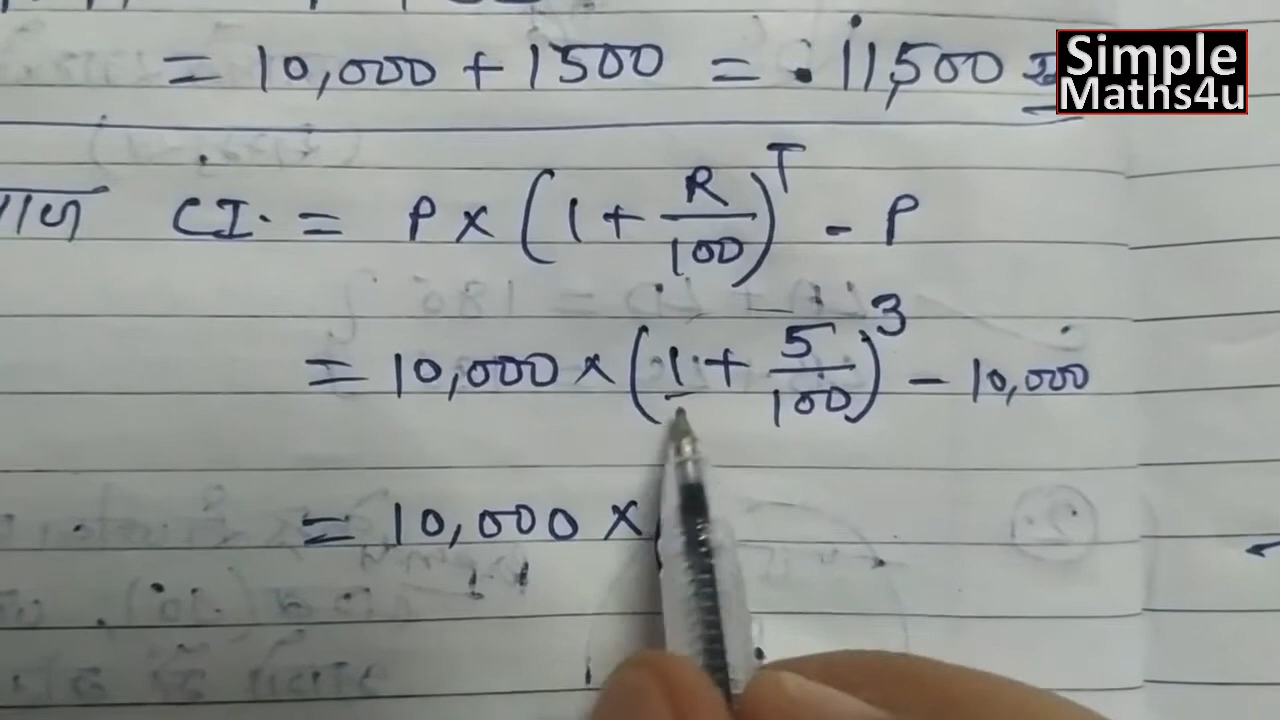 = 10,000 + 1500 = 11,500
Simple
Maths4u
CI. = P × (1 + R/100)^T - P
= 10,000 × (1 + 5/100)^3 - 10,000
= 10,000 ×